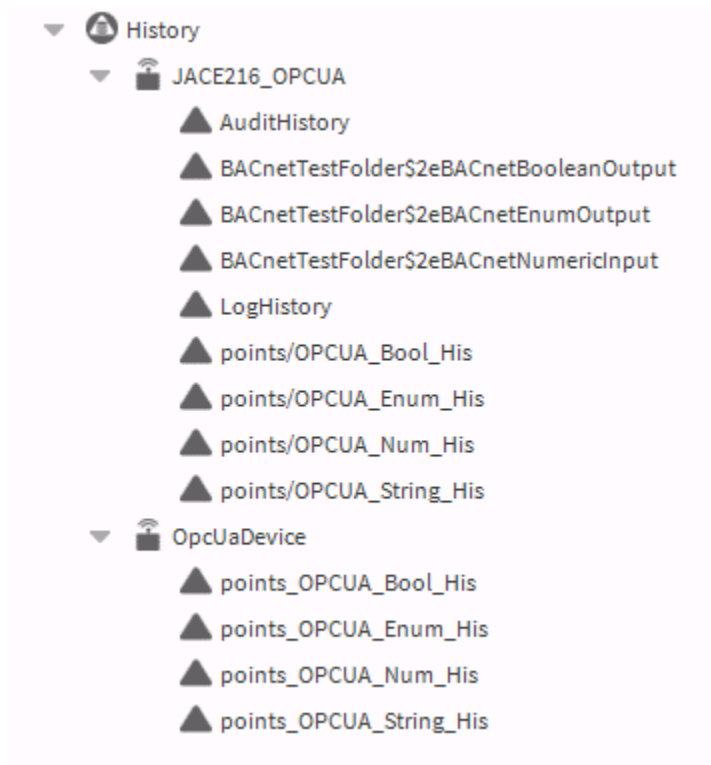 History
JACE216_OPCUA
AuditHistory
BACnetTestFolder$2eBACnetBooleanOutput
BACnetTestFolder$2eBACnetEnumOutput
BACnetTestFolder$2eBACnetNumericInput
LogHistory
points/OPCUA_Bool_His
points/OPCUA_Enum_His
points/OPCUA_Num_His
points/OPCUA_String_His
OpcUaDevice
points_OPCUA_Bool_His
points_OPCUA_Enum_His
points_OPCUA_Num_His
points_OPCUA_String_His